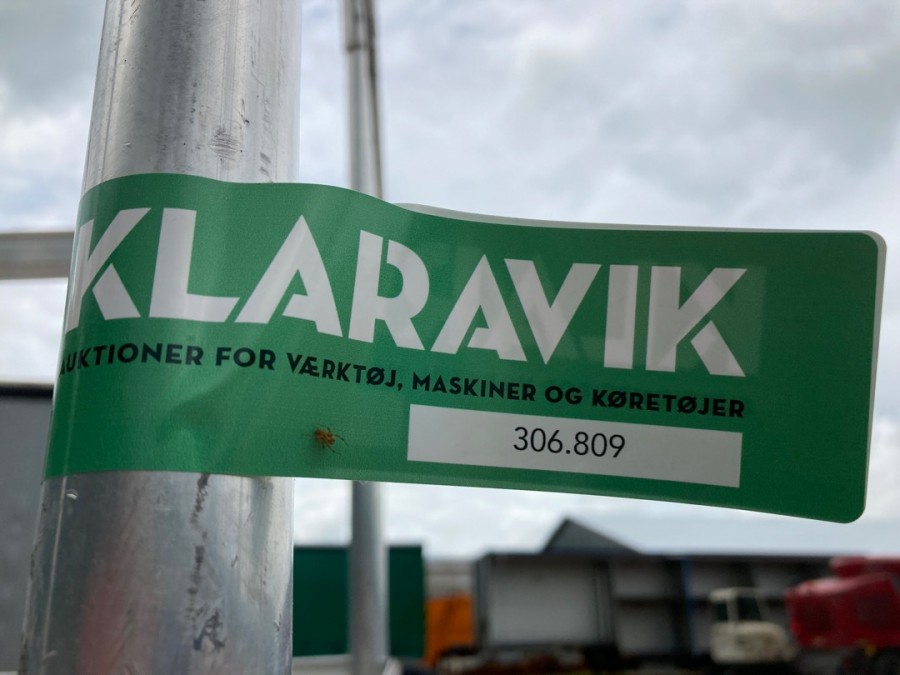 KLARAVIK
AUKTIONER FOR VÆRKTØJ, MASKINER OG KØRETØJER
306.809